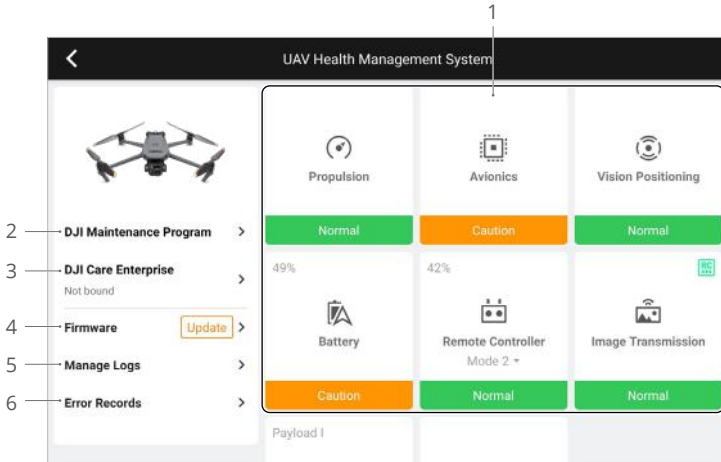 1
UAV Health Management System
Propulsion
Avionics
Vision Positioning
Normal
Caution
Normal
2
DJI Maintenance Program
3
DJI Care Enterprise
Not bound
4
Firmware
Update
5
Manage Logs
6
Error Records
49%
42%
RC
Battery
Remote Controller
Mode 2
Image Transmission
Caution
Normal
Normal
Payload I